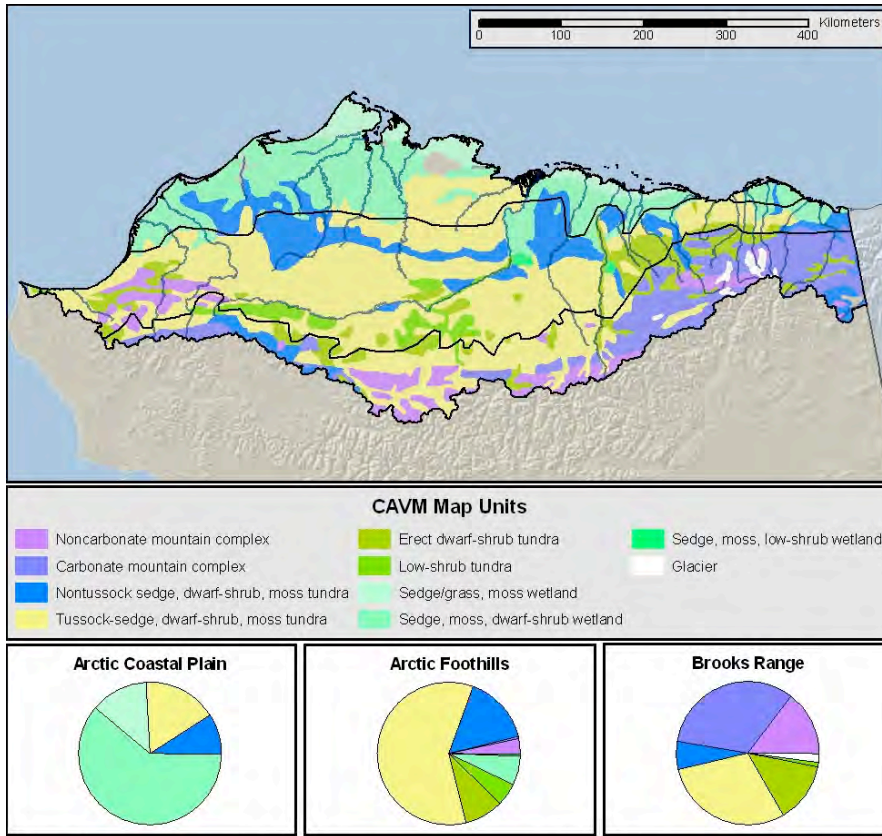 Kilometers
0 100 200 300 400
CAVM Map Units
Noncarbonate mountain complex
Carbonate mountain complex
Nontussock sedge, dwarf-shrub, moss tundra
Tussock-sedge, dwarf-shrub, moss tundra
Erect dwarf-shrub tundra
Low-shrub tundra
Sedge/grass, moss wetland
Sedge, moss, dwarf-shrub wetland
Sedge, moss, low-shrub wetland
Glacier
Arctic Coastal Plain
Arctic Foothills
Brooks Range